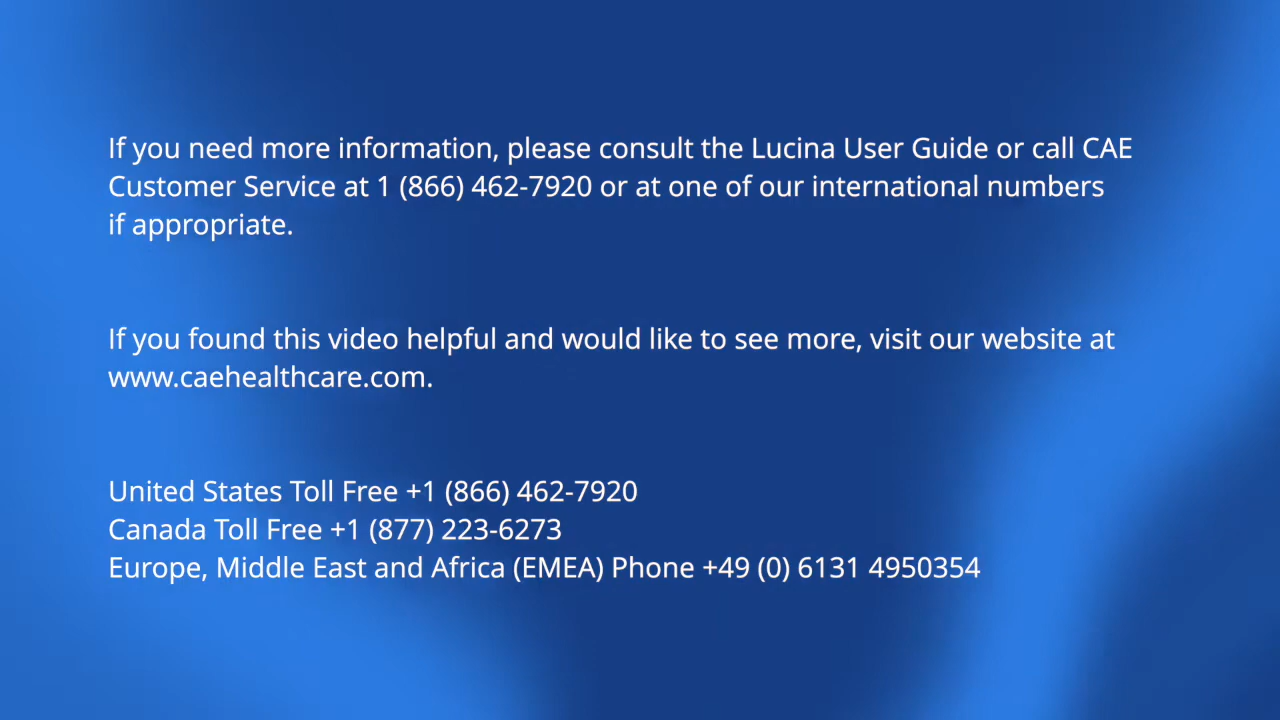 If you need more information, please consult the Lucina User Guide or call CAE
Customer Service at 1 (866) 462-7920 or at one of our international numbers
if appropriate.
If you found this video helpful and would like to see more, visit our website at
www.caehealthcare.com.
United States Toll Free +1 (866) 462-7920
Canada Toll Free +1 (877) 223-6273
Europe, Middle East and Africa (EMEA) Phone +49 (0) 6131 4950354